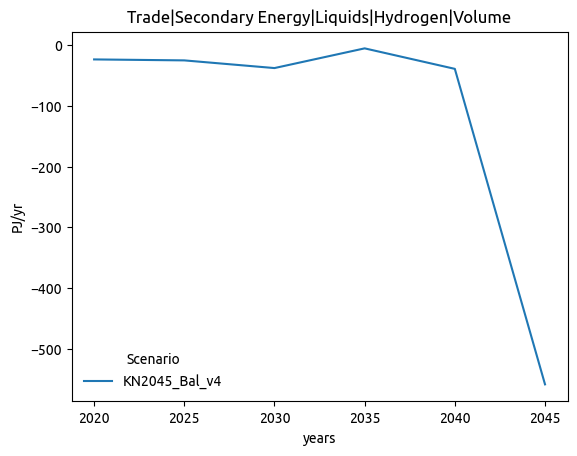 Trade|Secondary Energy|Liquids|Hydrogen|Volume
0
−100
−200
−300
−400
−500
PJ/yr
Scenario
KN2045_Bal_v4
2020 2025 2030 2035 2040 2045
years